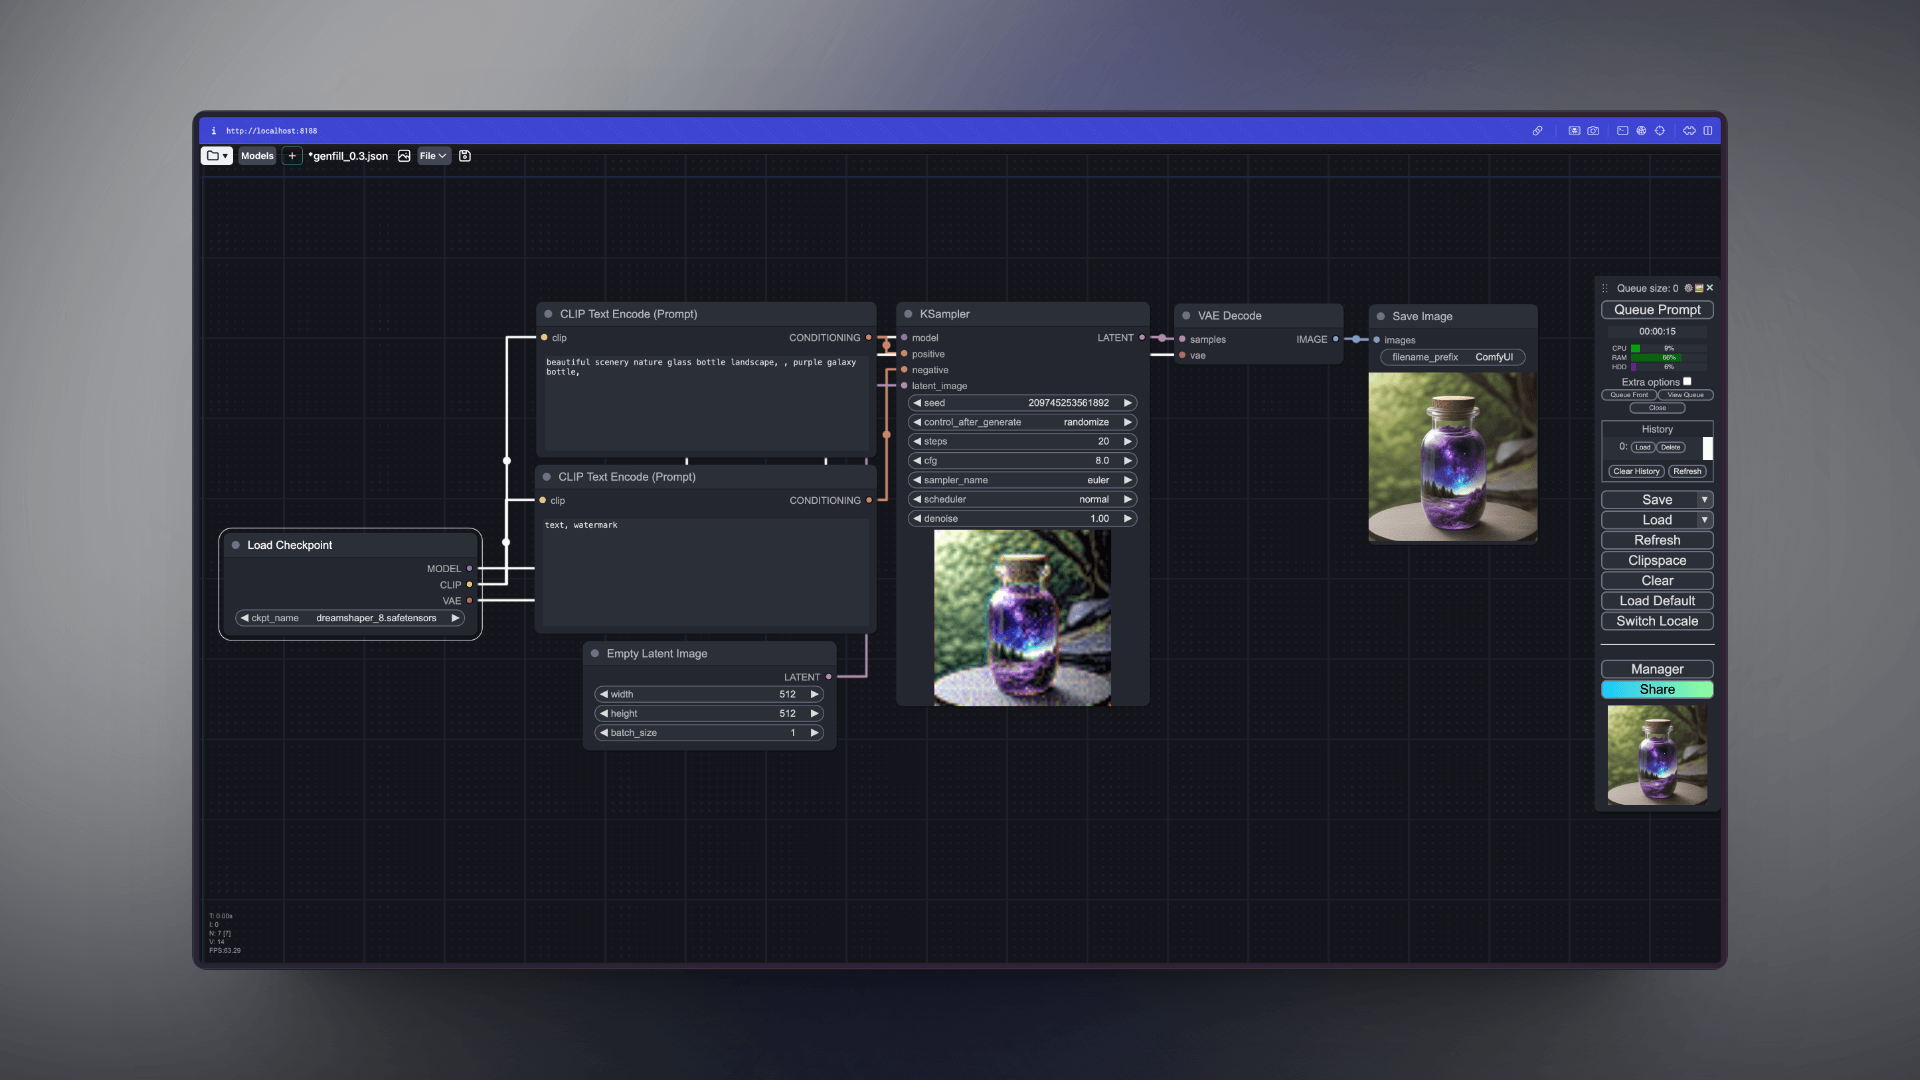 i http://localhost:8188
Models + *genfill_0.3.json File
CLIP Text Encode (Prompt)
clip CONDITIONING
beautiful scenery nature glass bottle landscape, , purple galaxy
bottle,
CLIP Text Encode (Prompt)
clip CONDITIONING
text, watermark
Load Checkpoint
MODEL
CLIP
VAE
ckpt_name dreamshaper_8.safetensors
Empty Latent Image
LATENT
width 512
height 512
batch_size 1
KSampler
model LATENT
positive
negative
latent_image
seed 209745253561892
control_after_generate randomize
steps 20
cfg 8.0
sampler_name euler
scheduler normal
denoise 1.00
VAE Decode
samples IMAGE
vae
Save Image
images
filename_prefix ComfyUI
Queue size: 0
Queue Prompt
00:00:15
CPU 9%
RAM 66%
HDD 6%
Extra options
Queue Front View Queue
Close
History
0: Load Delete
Clear History Refresh
Save
Load
Refresh
Clipspace
Clear
Load Default
Switch Locale
Manager
Share
T: 0.00s
I: 0
N: 7 [7]
V: 14
FPS:63.29